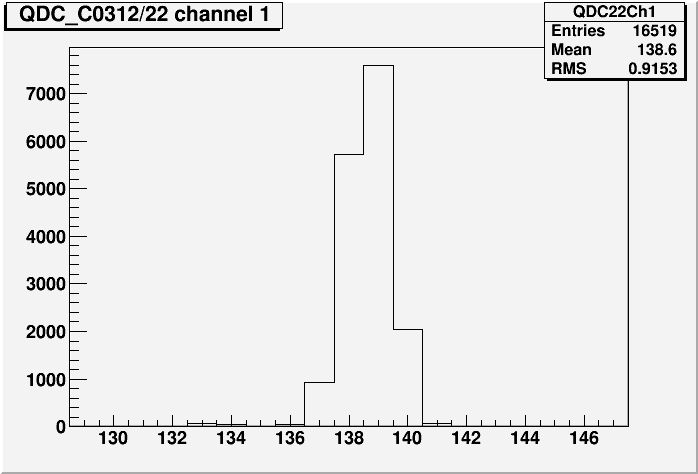 QDC_C0312/22 channel 1
QDC22Ch1
Entries 16519
Mean 138.6
RMS 0.9153
7000
6000
5000
4000
3000
2000
1000
0
130 132 134 136 138 140 142 144 146